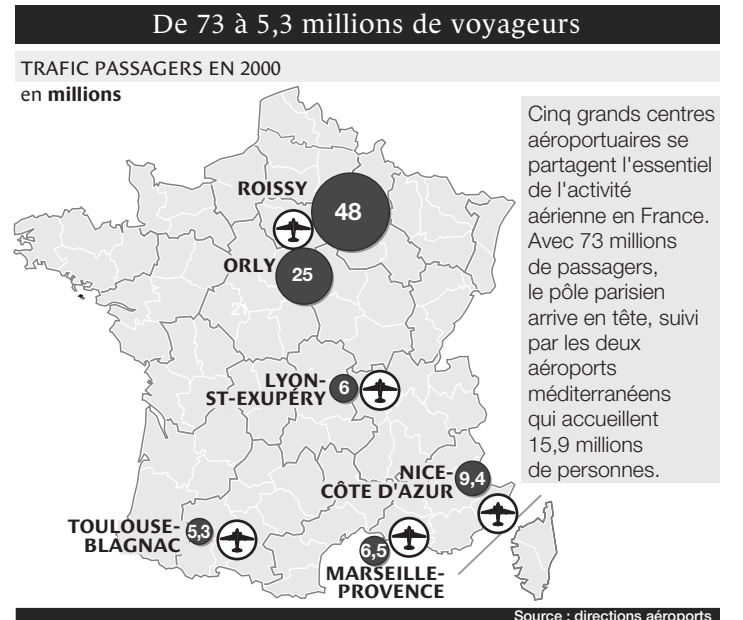 De 73 à 5,3 millions de voyageurs
TRAFIC PASSAGERS EN 2000
en millions
Cinq grands centres
aéroportuaires se
partagent l'essentiel
de l'activité
aérienne en France.
Avec 73 millions
de passagers,
le pôle parisien
arrive en tête, suivi
par les deux
aéroports
méditerranéens
qui accueillent
15,9 millions
de personnes.
ROISSY
48
ORLY
25
21
LYON-
ST-EXUPÉRY
6
NICE-
CÔTE D'AZUR
9,4
TOULOUSE-
BLAGNAC
5,3
6,5
MARSEILLE-
PROVENCE
Source : directions aéroports